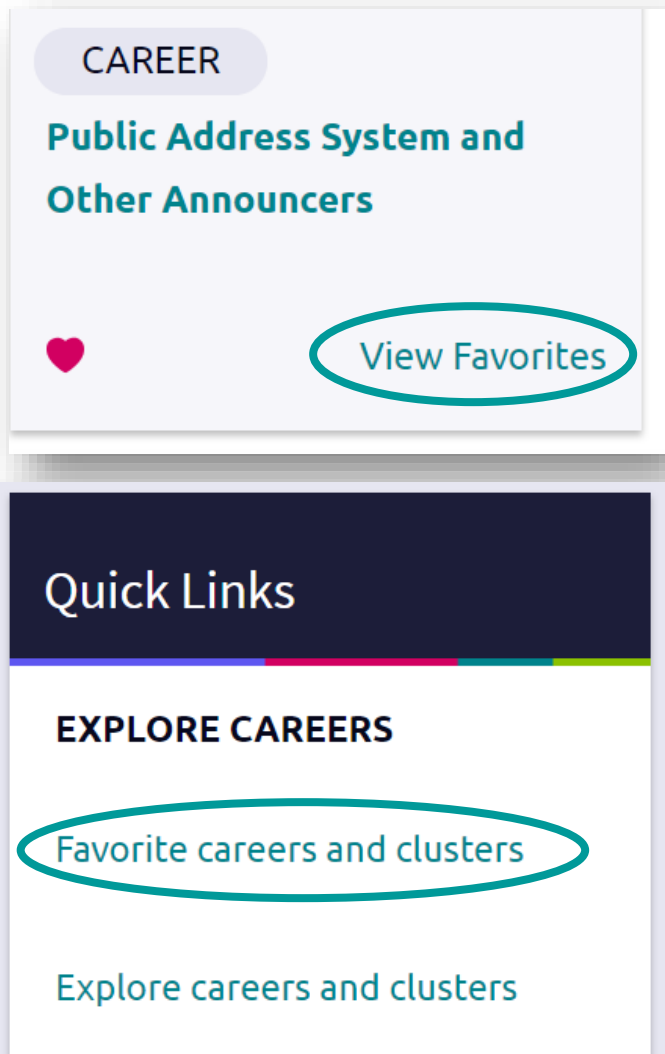 CAREER
Public Address System and
Other Announcers
View Favorites
Quick Links
EXPLORE CAREERS
Favorite careers and clusters
Explore careers and clusters